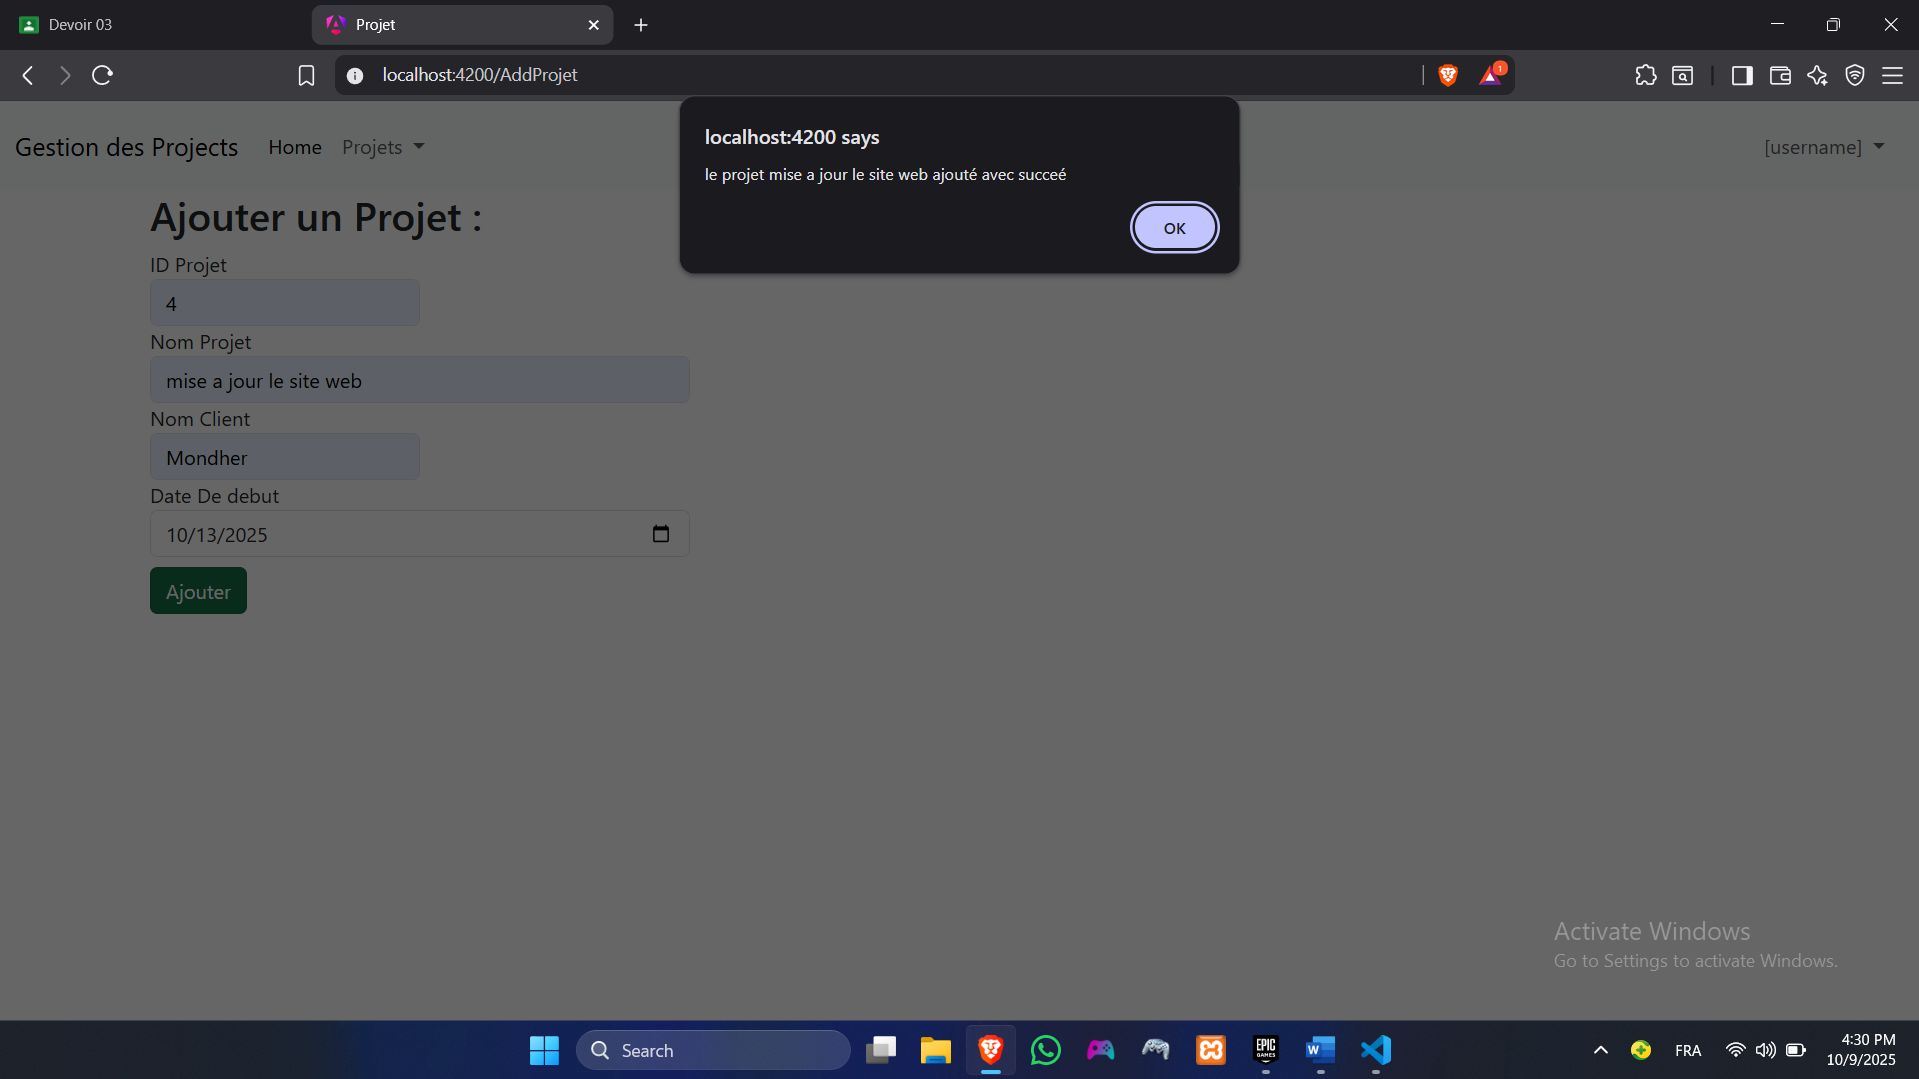 Devoir 03
Projet
localhost:4200/AddProjet
1
Gestion des Projects
Home
Projets
[username]
localhost:4200 says
le projet mise a jour le site web ajouté avec succeé
OK
Ajouter un Projet :
ID Projet
4
Nom Projet
mise a jour le site web
Nom Client
Mondher
Date De debut
10/13/2025
Ajouter
Activate Windows
Go to Settings to activate Windows.
Search
EPIC
GAMES
W
FRA
4:30 PM
10/9/2025